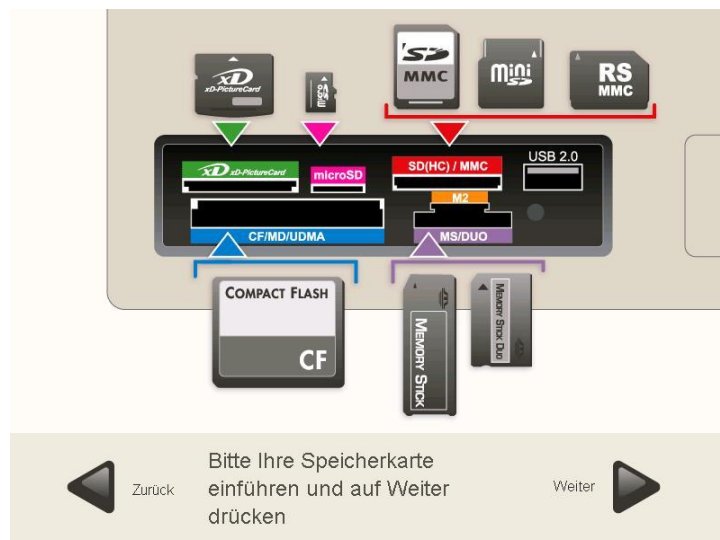 SD
MMC
mini
SD
RS
MMC
xD
xD-PictureCard
USB 2.0
xD xD-PictureCard
microSD
SD(HC) / MMC
M2
CF/MD/UDMA
MS/DUO
COMPACT FLASH
CF
MEMORY STICK
MEMORY STICK DUO
Bitte Ihre Speicherkarte
Zurück
einführen und auf Weiter
Weiter
drücken